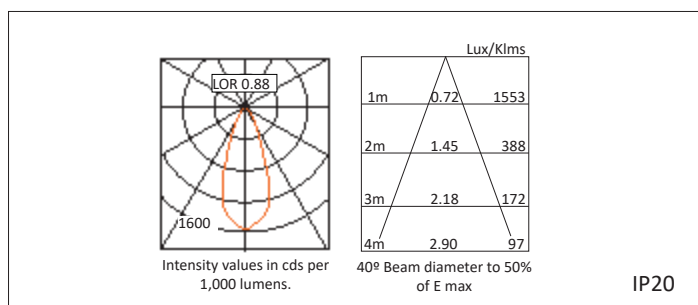 LOR 0.88
1600
Intensity values in cds per
1,000 lumens.
Lux/Klms
1m 0.72 1553
2m 1.45 388
3m 2.18 172
4m 2.90 97
40º Beam diameter to 50%
of E max
IP20